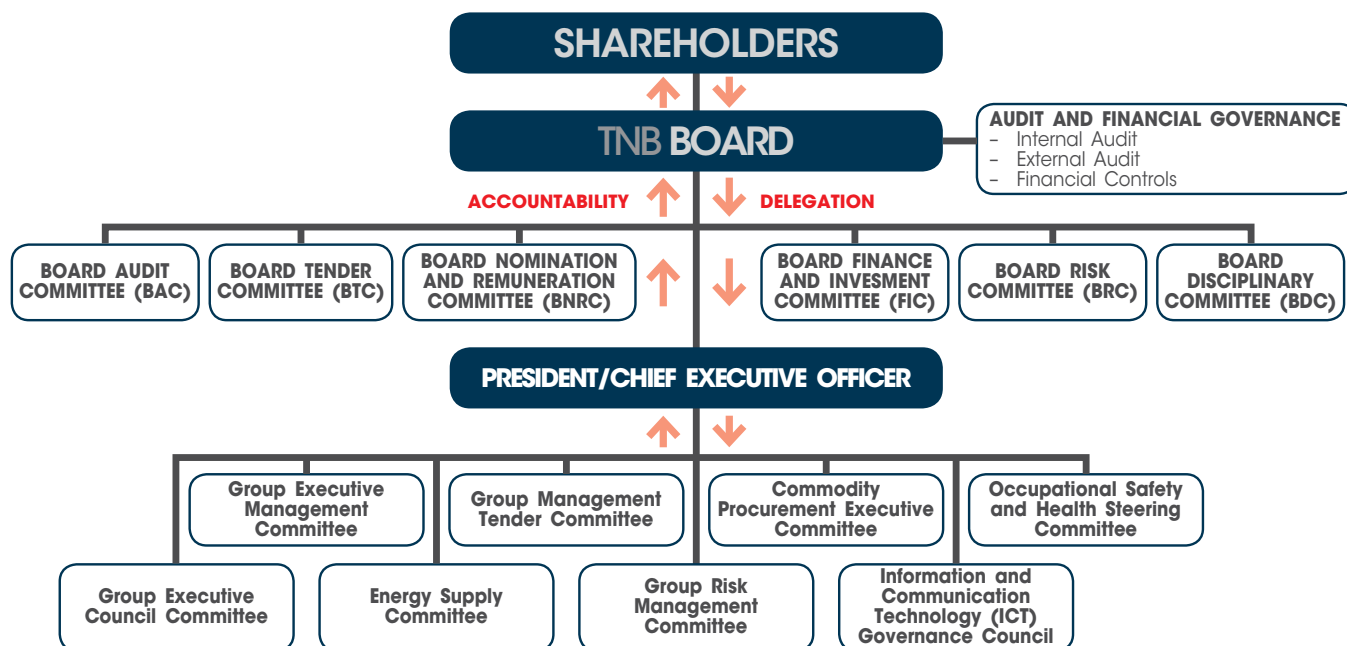 SHAREHOLDERS
TNB BOARD
AUDIT AND FINANCIAL GOVERNANCE
- Internal Audit
- External Audit
- Financial Controls
ACCOUNTABILITY
DELEGATION
BOARD AUDIT
COMMITTEE (BAC)
BOARD TENDER
COMMITTEE (BTC)
BOARD NOMINATION
AND REMUNERATION
COMMITTEE (BNRC)
BOARD FINANCE
AND INVESMENT
COMMITTEE (FIC)
BOARD RISK
COMMITTEE (BRC)
BOARD
DISCIPLINARY
COMMITTEE (BDC)
PRESIDENT/CHIEF EXECUTIVE OFFICER
Group Executive
Management
Committee
Group Management
Tender Committee
Commodity
Procurement Executive
Committee
Occupational Safety
and Health Steering
Committee
Group Executive
Council Committee
Energy Supply
Committee
Group Risk
Management
Committee
Information and
Communication
Technology (ICT)
Governance Council